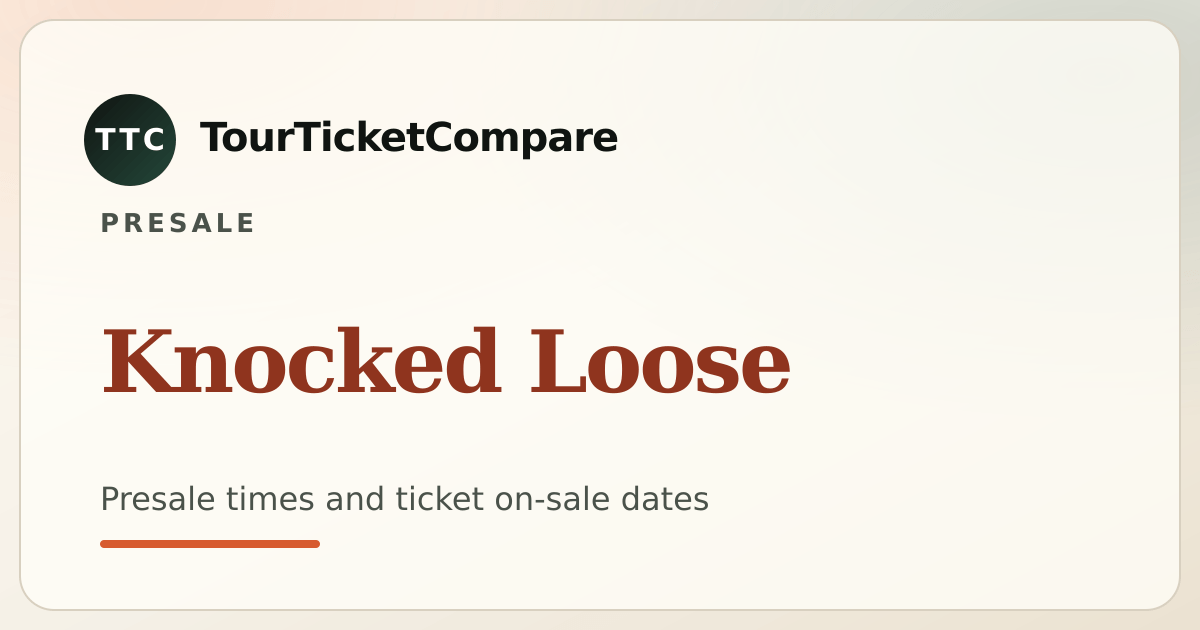 TTC TourTicketCompare
PRESALE
Knocked Loose
Presale times and ticket on-sale dates